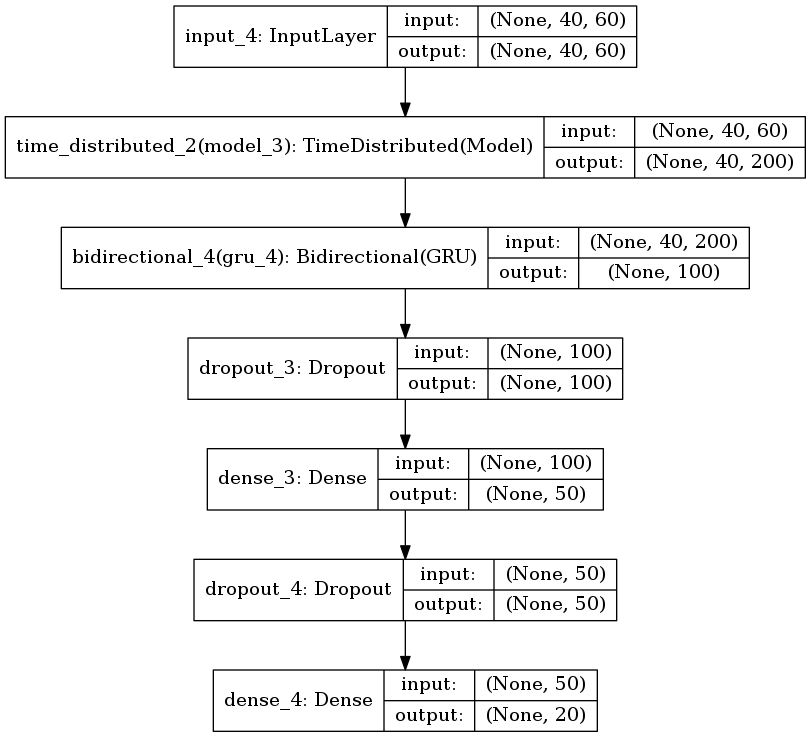 input_4: InputLayer
input: (None, 40, 60)
output: (None, 40, 60)
time_distributed_2(model_3): TimeDistributed(Model)
input: (None, 40, 60)
output: (None, 40, 200)
bidirectional_4(gru_4): Bidirectional(GRU)
input: (None, 40, 200)
output: (None, 100)
dropout_3: Dropout
input: (None, 100)
output: (None, 100)
dense_3: Dense
input: (None, 100)
output: (None, 50)
dropout_4: Dropout
input: (None, 50)
output: (None, 50)
dense_4: Dense
input: (None, 50)
output: (None, 20)